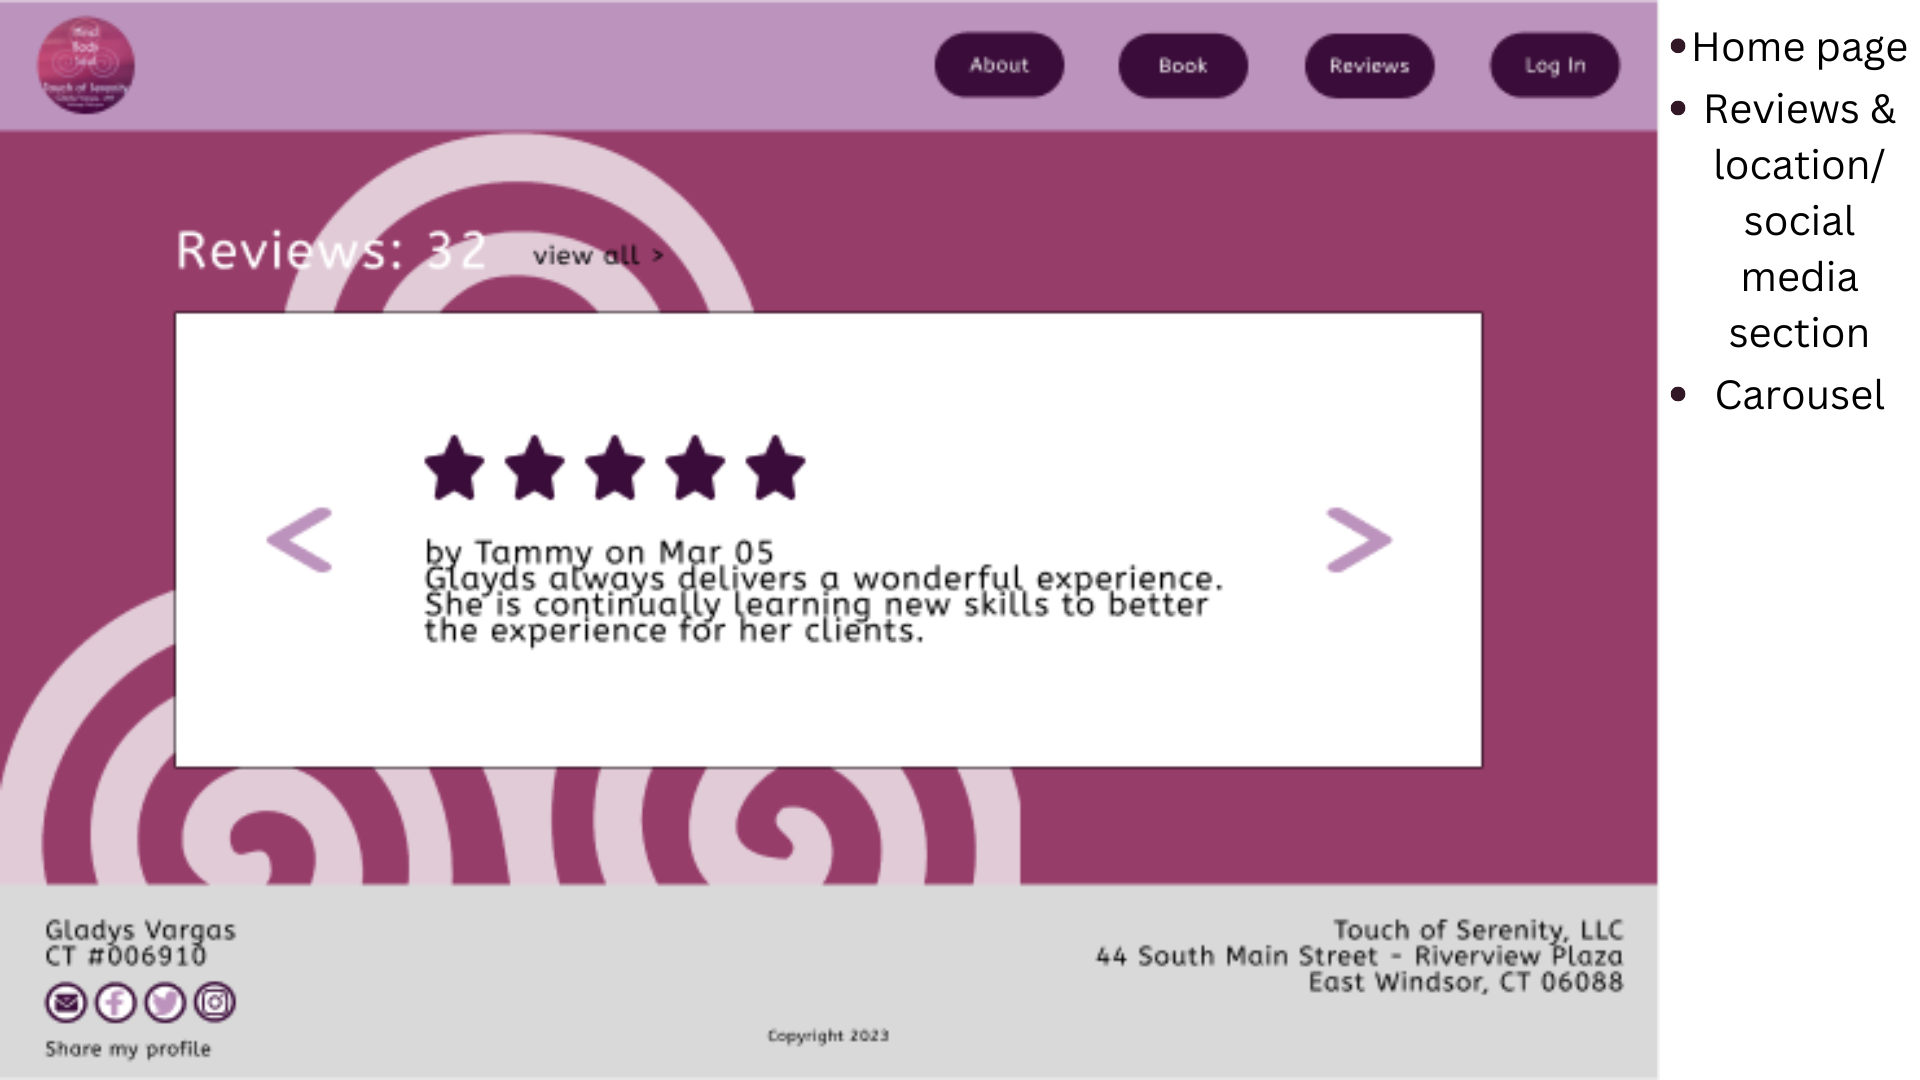 Mind
Body
Soul
Touch of Serenity
About
Book
Reviews
Log In
Reviews: 32
view all >
by Tammy on Mar 05
Glayds always delivers a wonderful experience.
She is continually learning new skills to better
the experience for her clients.
Gladys Vargas
CT #006910
Share my profile
Touch of Serenity, LLC
44 South Main Street - Riverview Plaza
East Windsor, CT 06088
Copyright 2023
• Home page
• Reviews &
location/
social
media
section
• Carousel